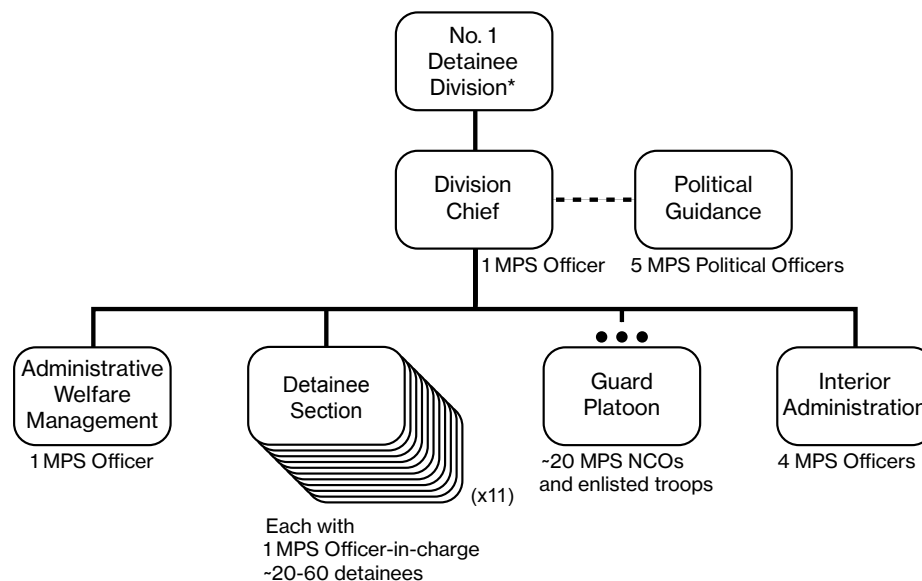 No. 1
Detainee
Division*
Division
Chief
Political
Guidance
1 MPS Officer
5 MPS Political Officers
Administrative
Welfare
Management
1 MPS Officer
Detainee
Section
(x11)
Each with
1 MPS Officer-in-charge
~20-60 detainees
Guard
Platoon
~20 MPS NCOs
and enlisted troops
Interior
Administration
4 MPS Officers